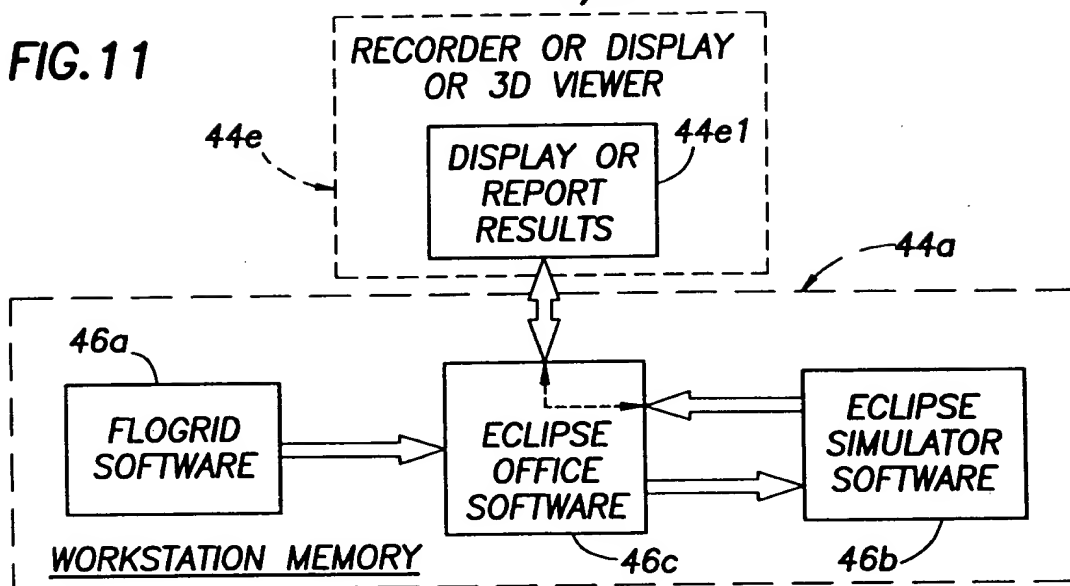 FIG.11
RECORDER OR DISPLAY
OR 3D VIEWER
44e
44e1
DISPLAY OR
REPORT
RESULTS
44a
46a
FLOGRID
SOFTWARE
ECLIPSE
OFFICE
SOFTWARE
ECLIPSE
SIMULATOR
SOFTWARE
WORKSTATION MEMORY
46c
46b